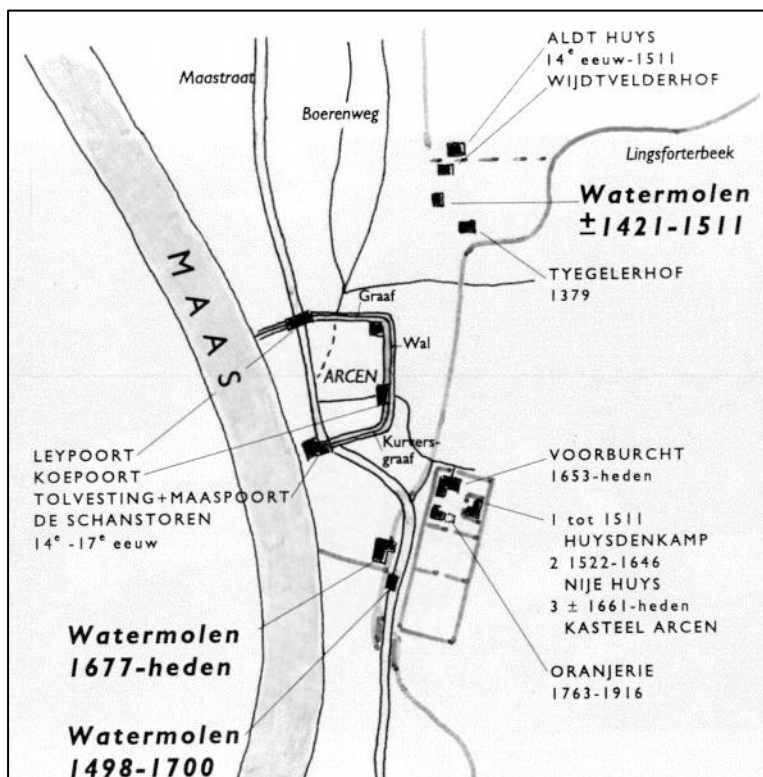 ALDT HUYS
14e eeuw-1511
WIJDTVELDERHOF
Maastraat
Boerenweg
Lingsforterbeek
Watermolen
±1421-1511
TYEGELERHOF
1379
MAAS
Graaf
Wal
ARCEN
Kurvers-
graaf
LEYPOORT
KOEPOORT
TOLVESTING+MAASPOORT
DE SCHANSTOREN
14e-17e eeuw
VOORBURCHT
1653-heden
1 tot 1511
HUYSDENKAMP
2 1522-1646
NIJE HUYS
3 ± 1661-heden
KASTEEL ARCEN
ORANJERIE
1763-1916
Watermolen
1677-heden
Watermolen
1498-1700